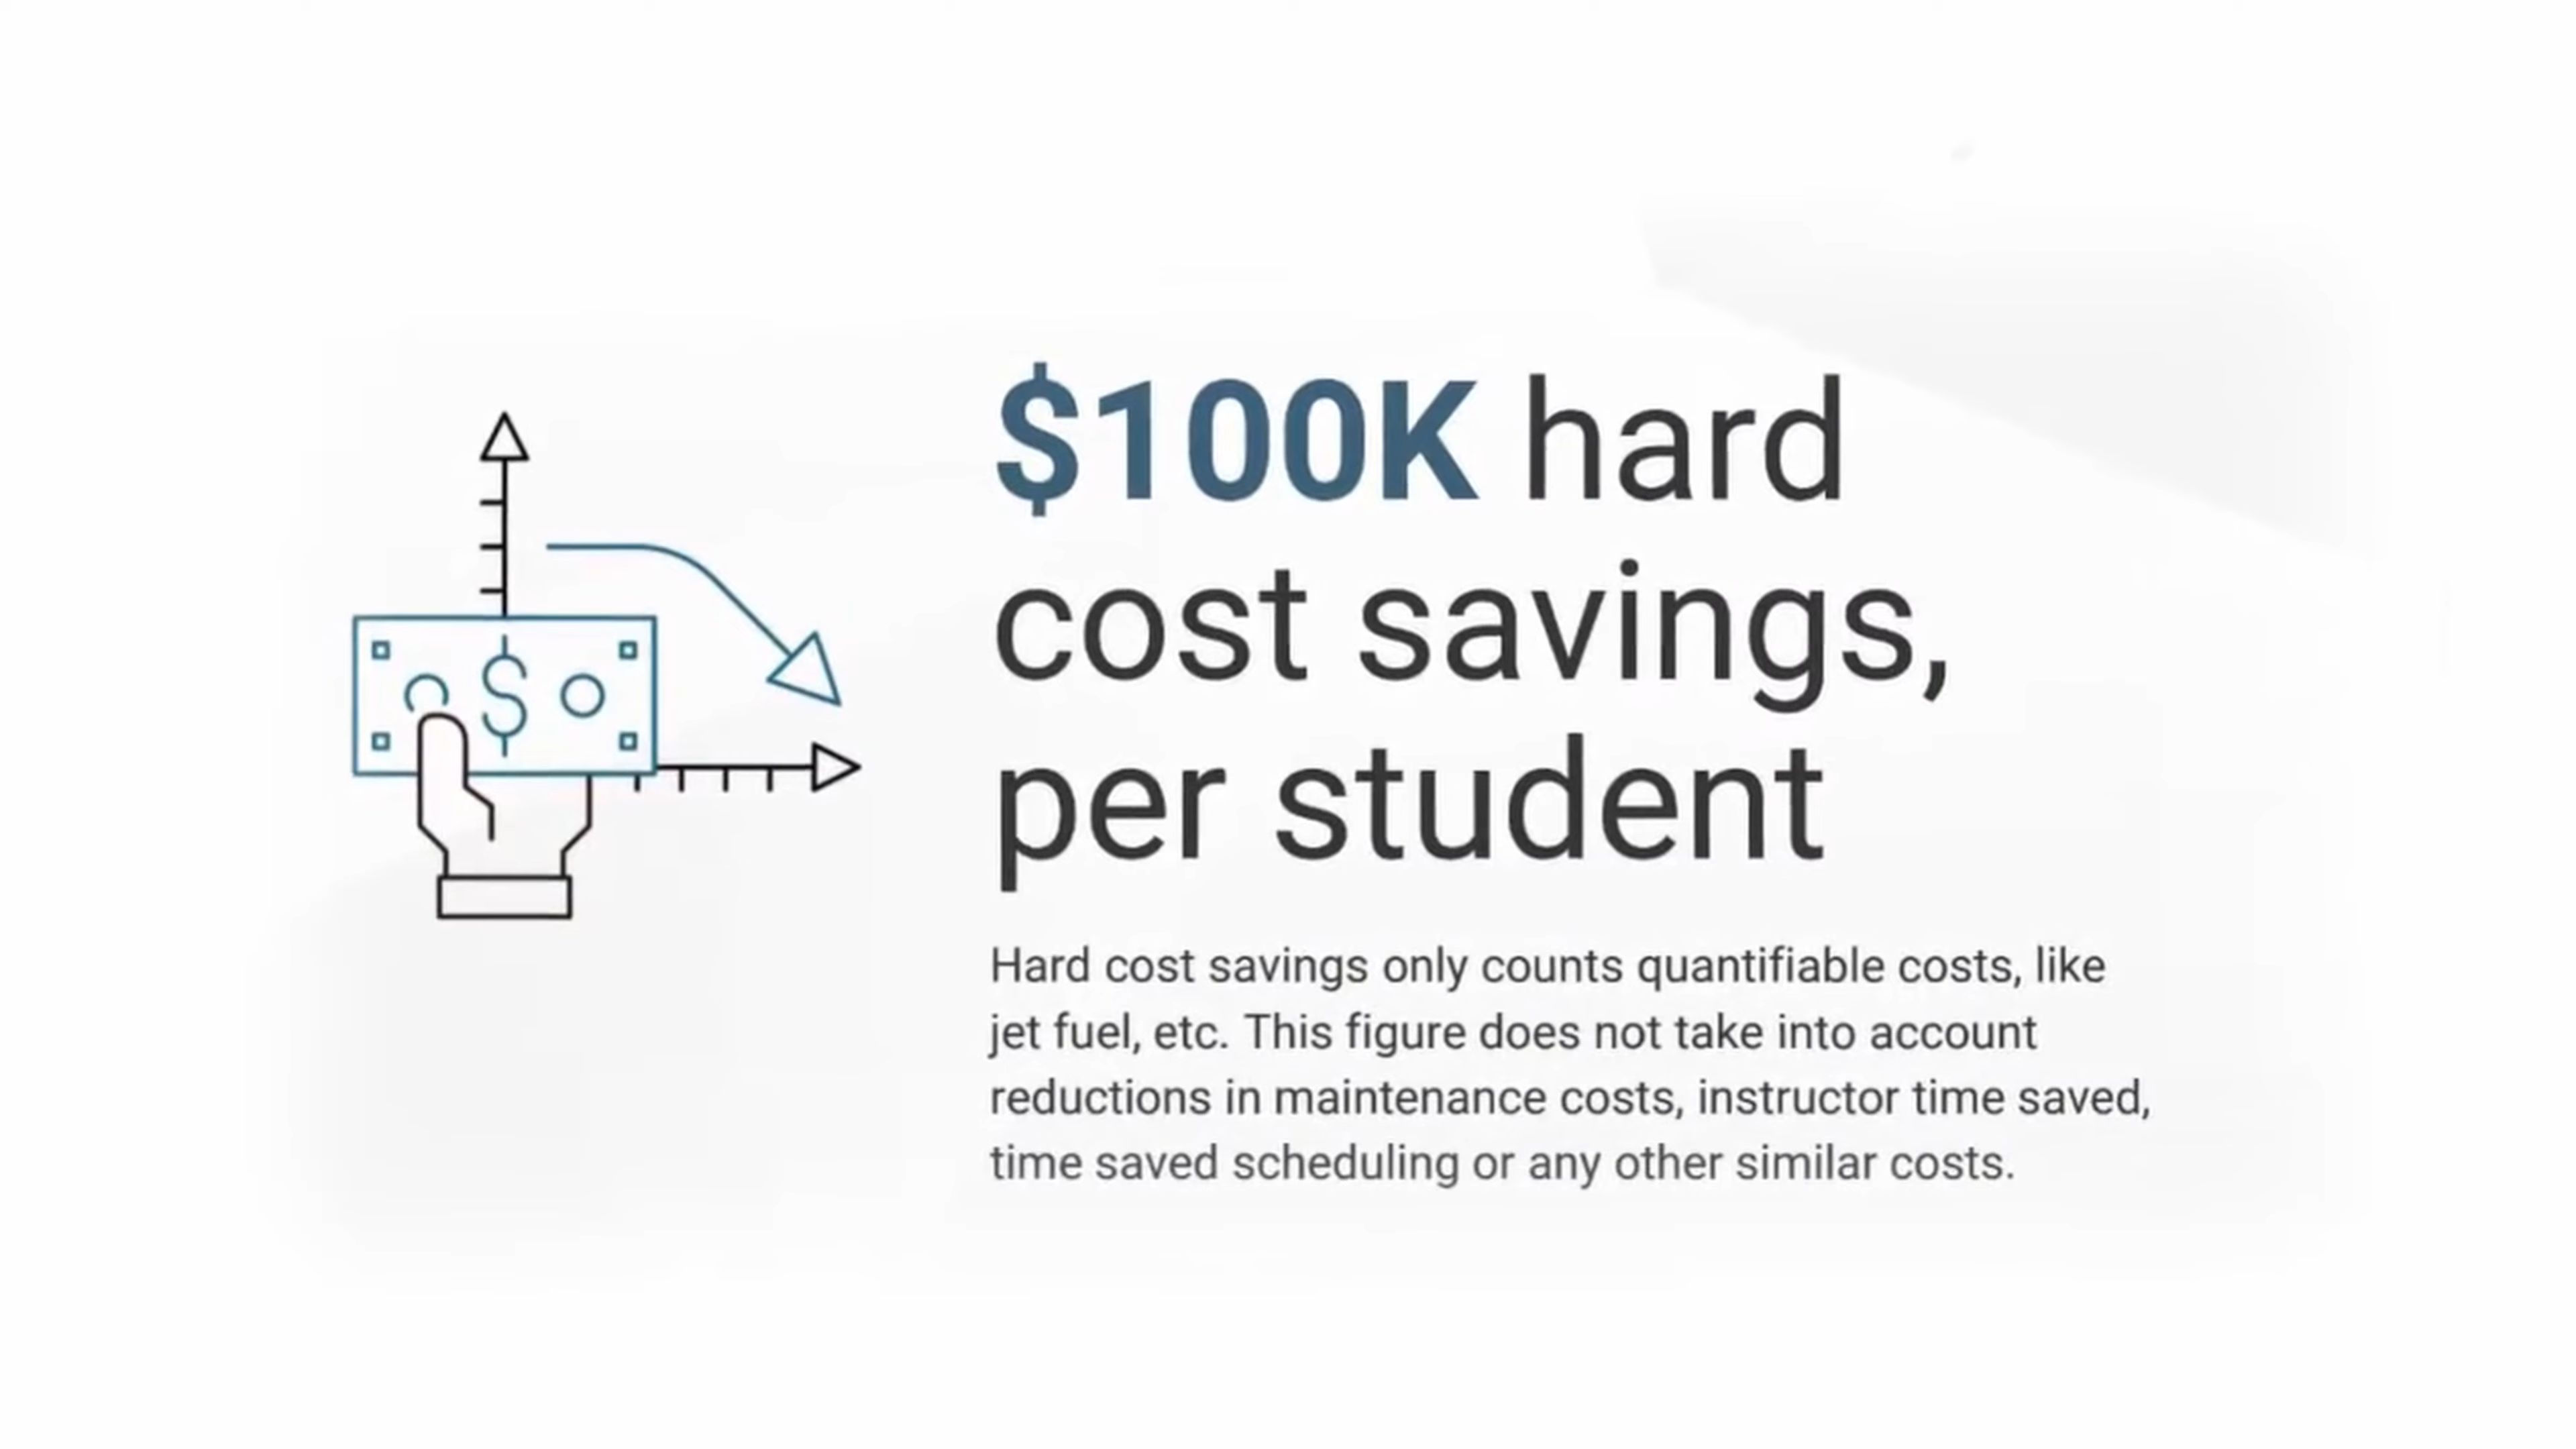 $100K hard
cost savings,
per student
Hard cost savings only counts quantifiable costs, like
jet fuel, etc. This figure does not take into account
reductions in maintenance costs, instructor time saved,
time saved scheduling or any other similar costs.
$